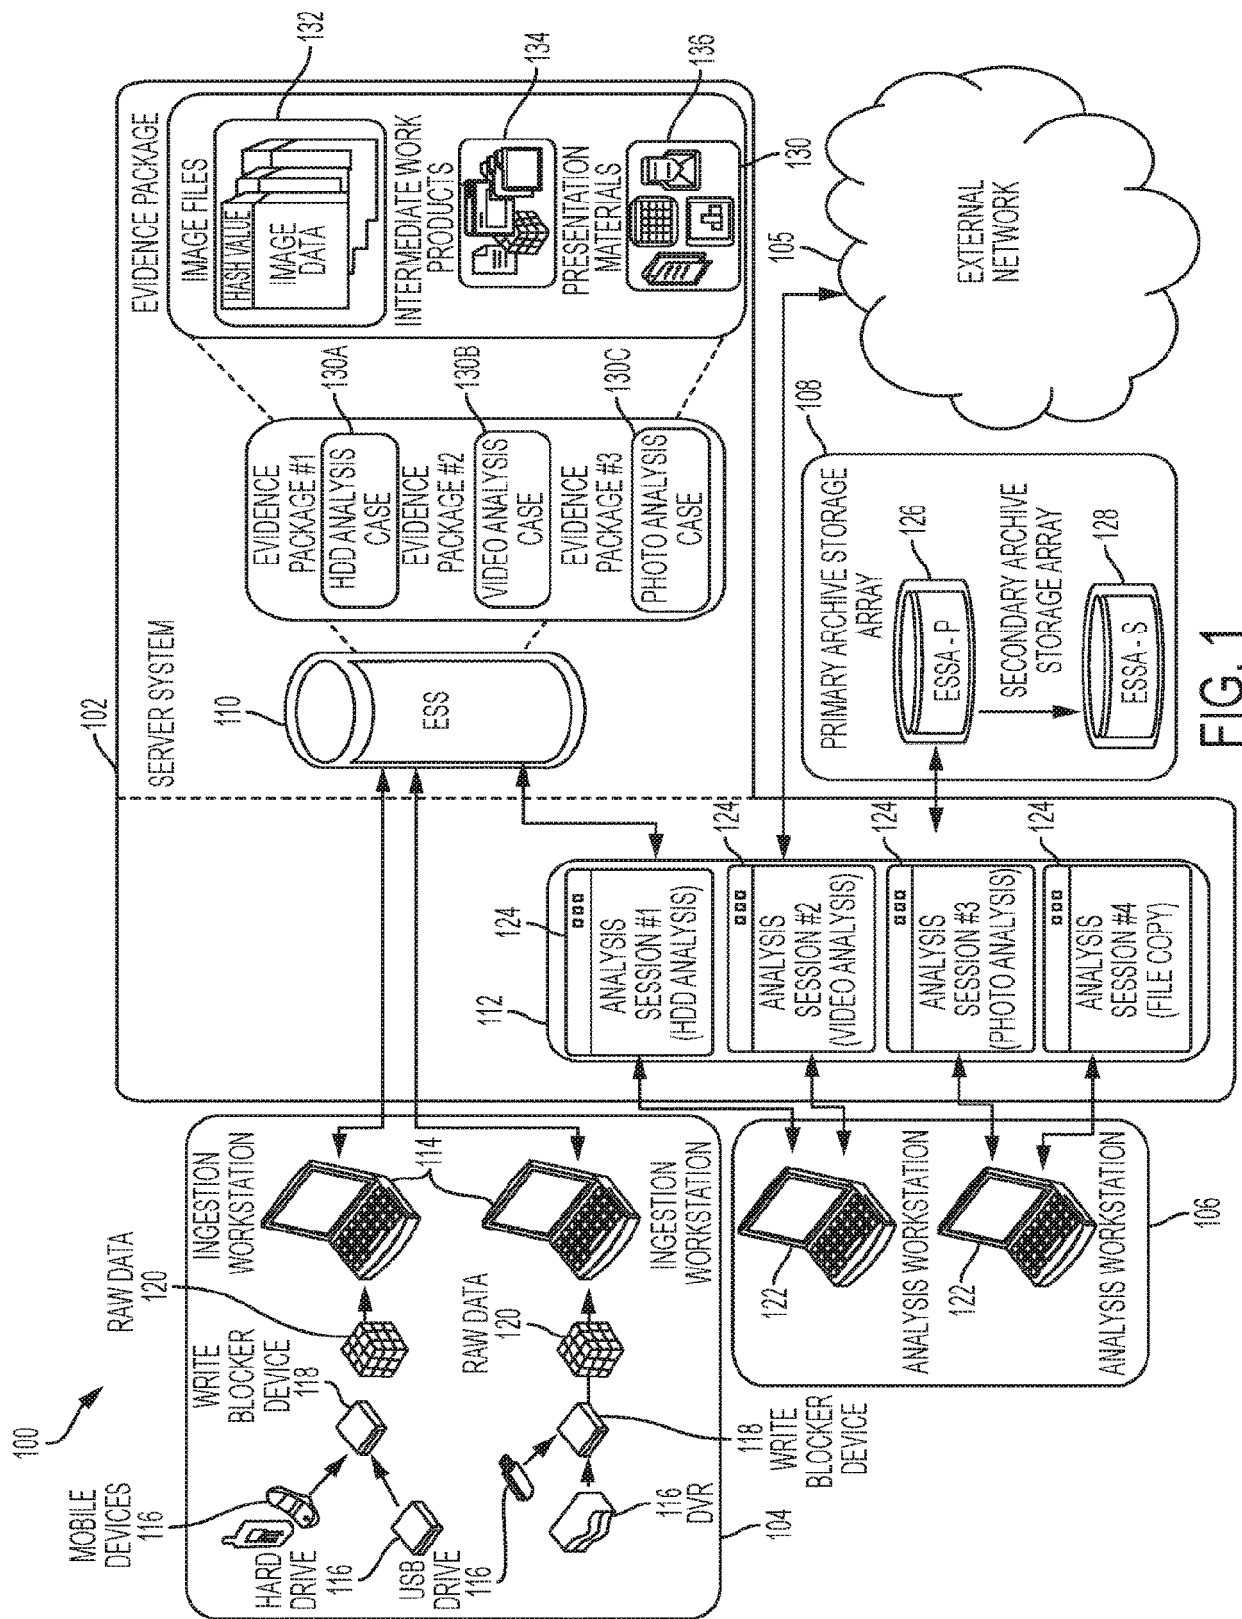 100
MOBILE
DEVICES
116
HARD
DRIVE
116
USB
DRIVE
116
116
DVR
104
WRITE
BLOCKER
DEVICE
118
118
WRITE
BLOCKER
DEVICE
RAW DATA
120
RAW DATA
120
INGESTION
WORKSTATION
114
INGESTION
WORKSTATION
122
ANALYSIS WORKSTATION
122
ANALYSIS WORKSTATION
106
102
SERVER SYSTEM
112
124
ANALYSIS
SESSION #1
(HDD ANALYSIS)
124
ANALYSIS
SESSION #2
(VIDEO ANALYSIS)
124
ANALYSIS
SESSION #3
(PHOTO ANALYSIS)
124
ANALYSIS
SESSION #4
(FILE COPY)
110
ESS
EVIDENCE
PACKAGE #1
HDD ANALYSIS
CASE
130A
EVIDENCE
PACKAGE #2
VIDEO ANALYSIS
CASE
130B
EVIDENCE
PACKAGE #3
PHOTO ANALYSIS
CASE
130C
EVIDENCE PACKAGE
IMAGE FILES
HASH VALUE
IMAGE
DATA
132
INTERMEDIATE WORK
PRODUCTS
134
PRESENTATION
MATERIALS
136
130
PRIMARY ARCHIVE STORAGE
ARRAY
108
126
ESSA - P
SECONDARY ARCHIVE
STORAGE ARRAY
128
ESSA - S
105
EXTERNAL
NETWORK
FIG. 1